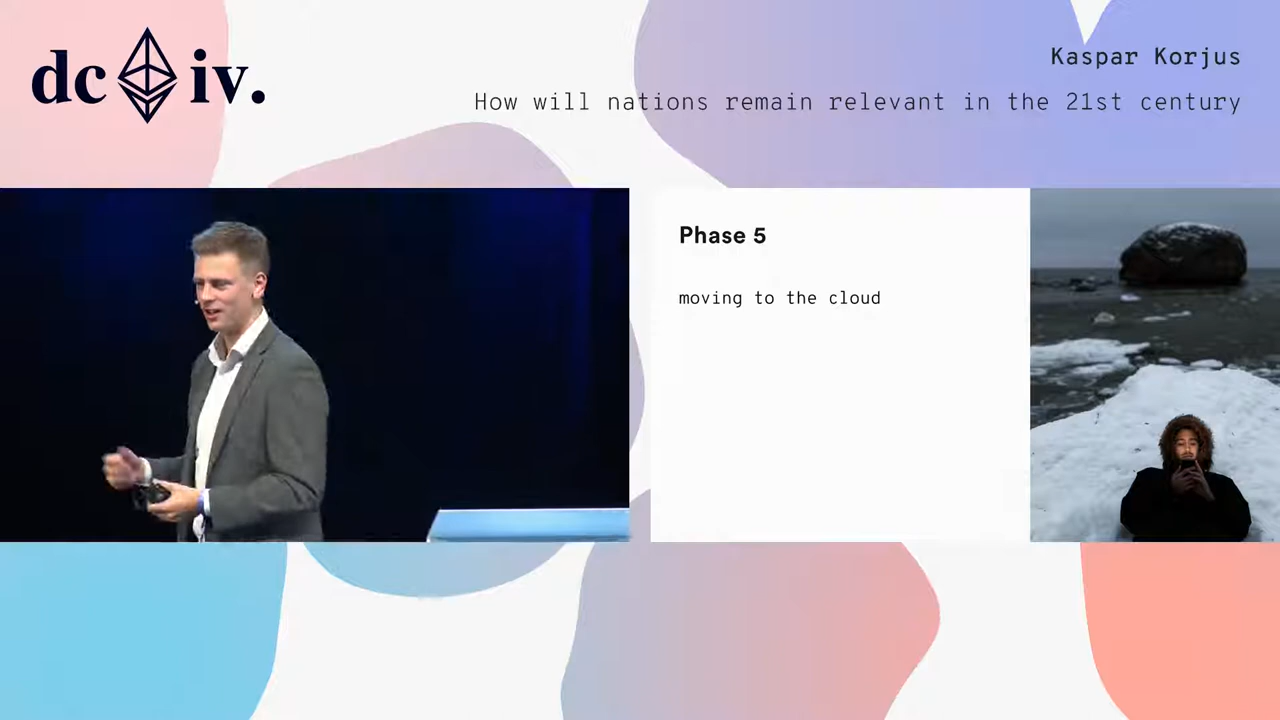 dc iv.
Kaspar Korjus
How will nations remain relevant in the 21st century
Phase 5
moving to the cloud